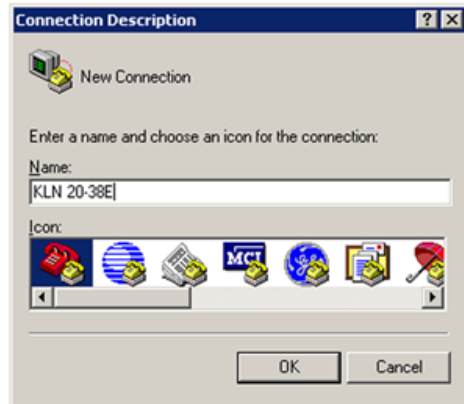 Connection Description
New Connection
Enter a name and choose an icon for the connection:
Name:
KLN 20-38E
Icon:
MCI
OK Cancel